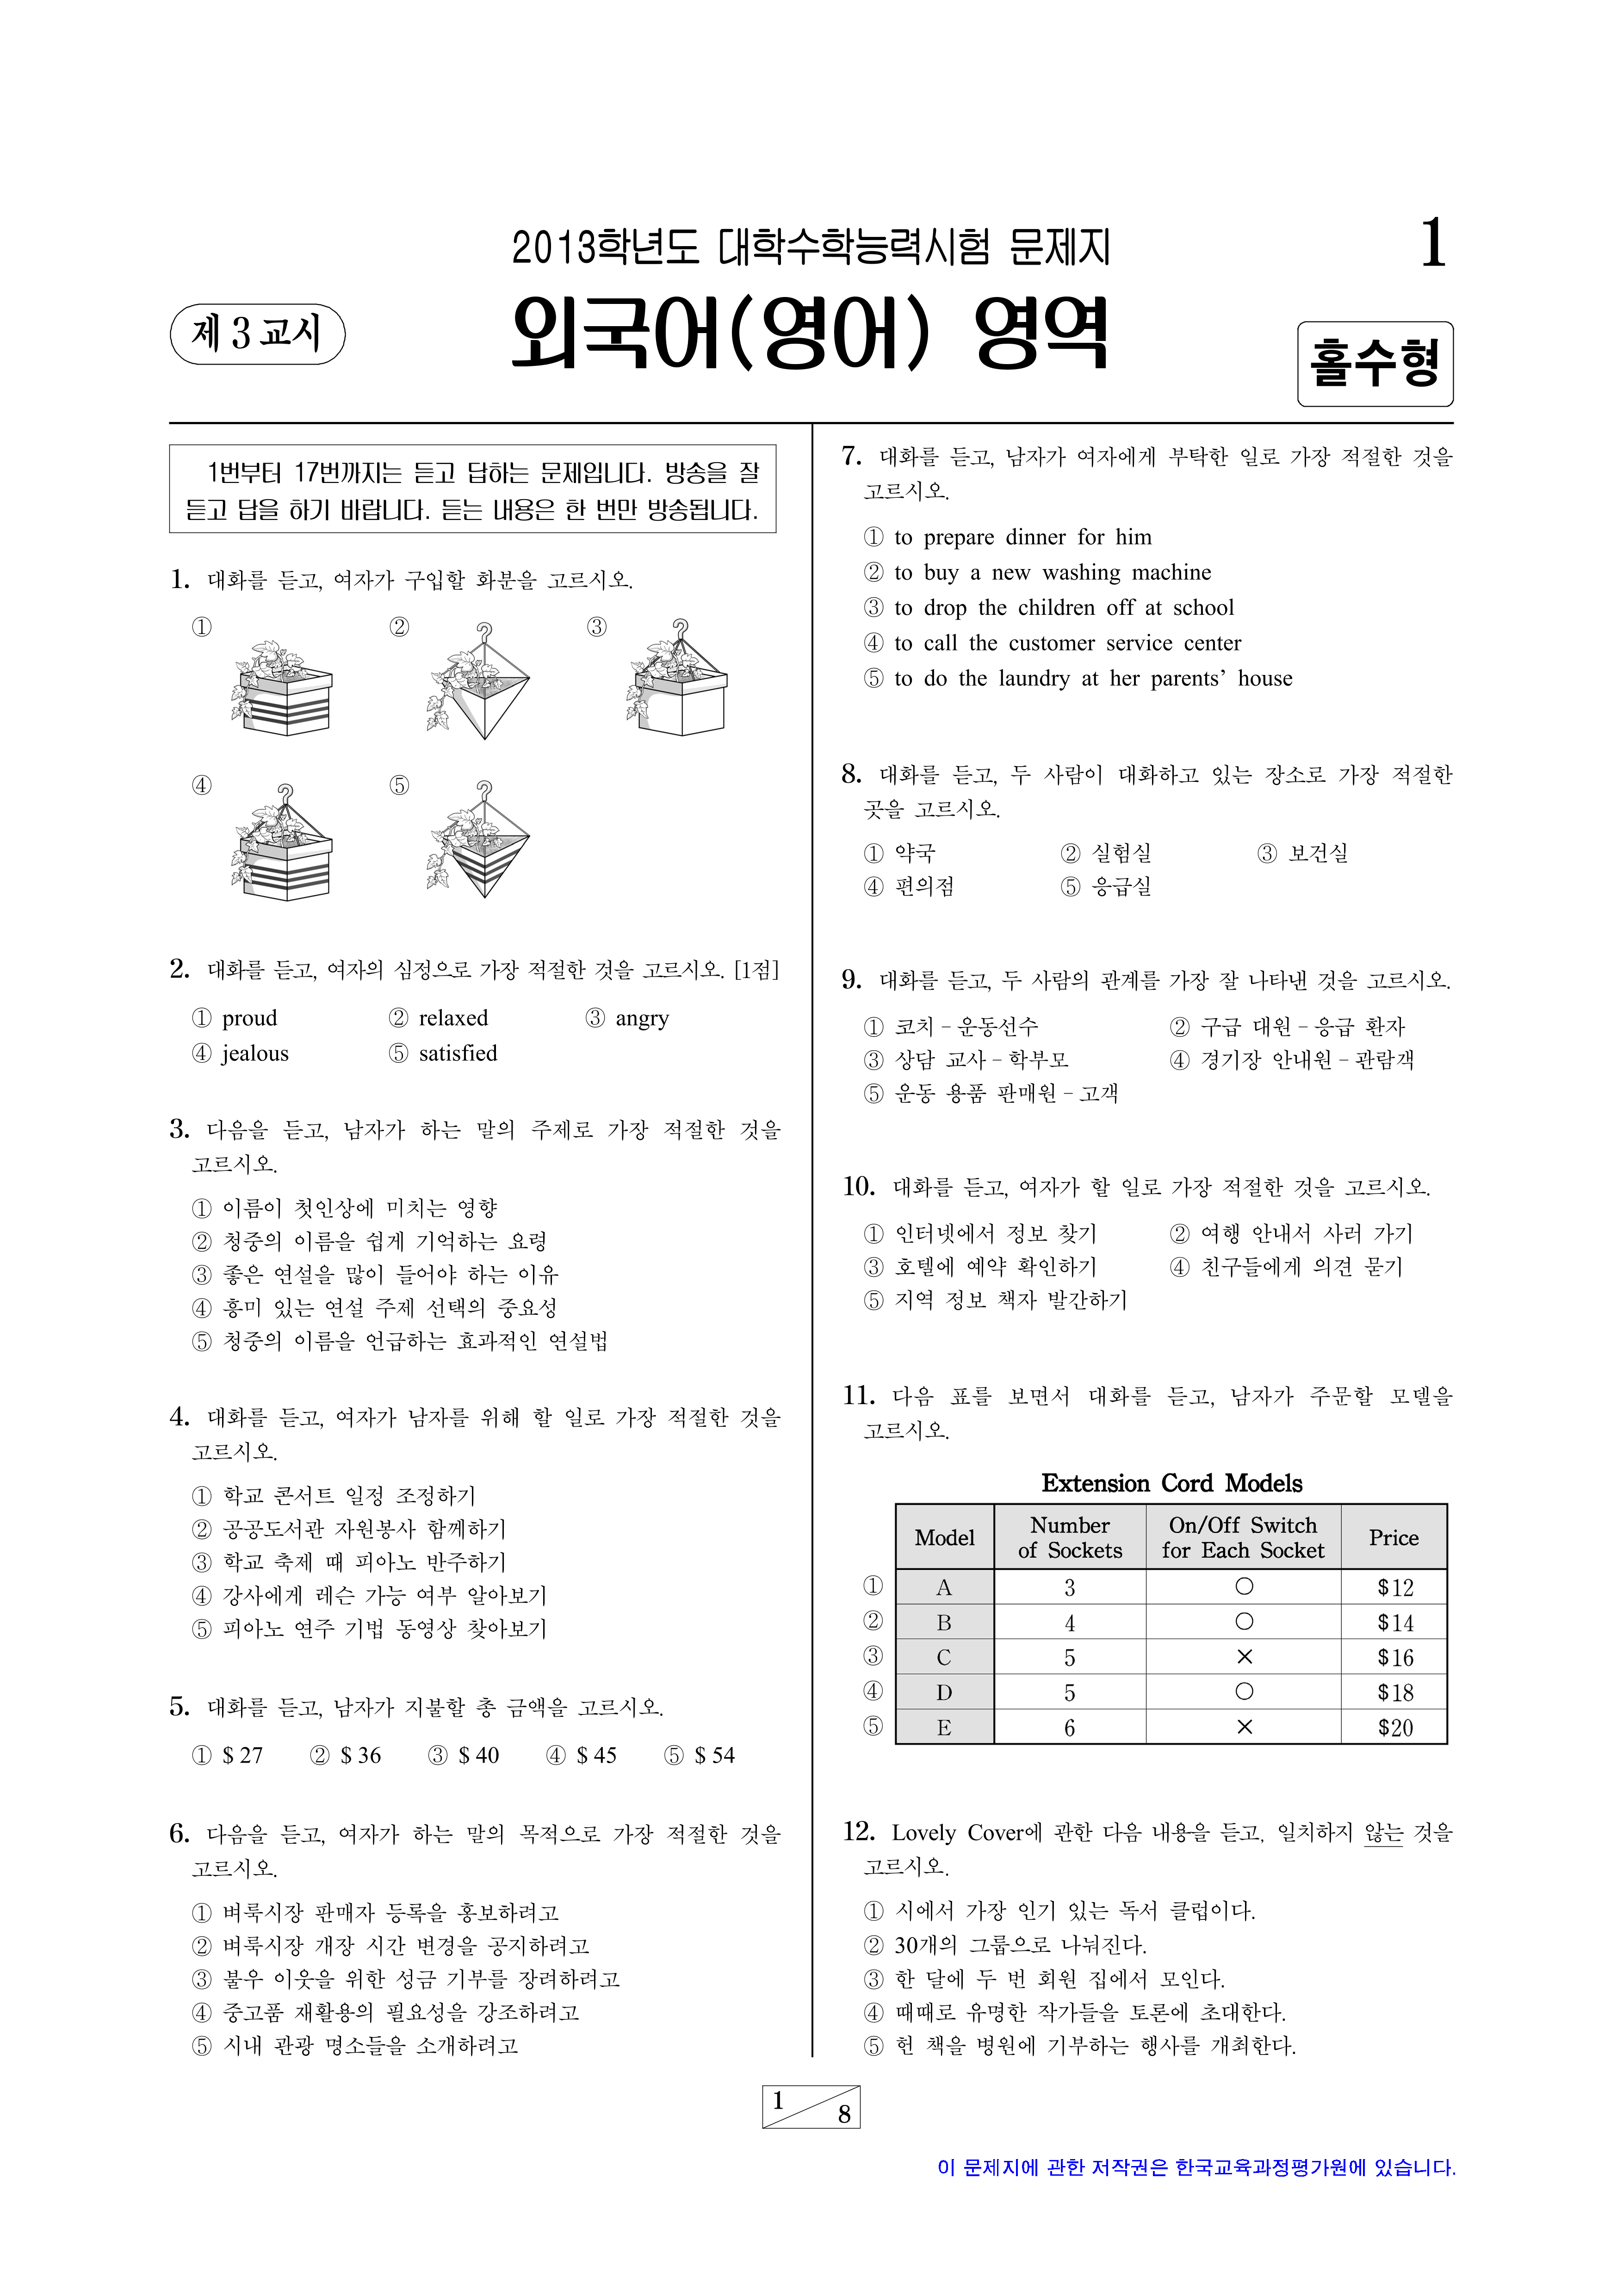 2013학년도 대학수학능력시험 문제지
1
제 3 교시
외국어(영어) 영역
홀수형
1번부터 17번까지는 듣고 답하는 문제입니다. 방송을 잘
듣고 답을 하기 바랍니다. 듣는 내용은 한 번만 방송됩니다.
1. 대화를 듣고, 여자가 구입할 화분을 고르시오.
① ② ③
④ ⑤
2. 대화를 듣고, 여자의 심정으로 가장 적절한 것을 고르시오. [1점]
① proud ② relaxed ③ angry
④ jealous ⑤ satisfied
3. 다음을 듣고, 남자가 하는 말의 주제로 가장 적절한 것을
고르시오.
① 이름이 첫인상에 미치는 영향
② 청중의 이름을 쉽게 기억하는 요령
③ 좋은 연설을 많이 들어야 하는 이유
④ 흥미 있는 연설 주제 선택의 중요성
⑤ 청중의 이름을 언급하는 효과적인 연설법
4. 대화를 듣고, 여자가 남자를 위해 할 일로 가장 적절한 것을
고르시오.
① 학교 콘서트 일정 조정하기
② 공공도서관 자원봉사 함께하기
③ 학교 축제 때 피아노 반주하기
④ 강사에게 레슨 가능 여부 알아보기
⑤ 피아노 연주 기법 동영상 찾아보기
5. 대화를 듣고, 남자가 지불할 총 금액을 고르시오.
① $ 27 ② $ 36 ③ $ 40 ④ $ 45 ⑤ $ 54
6. 다음을 듣고, 여자가 하는 말의 목적으로 가장 적절한 것을
고르시오.
① 벼룩시장 판매자 등록을 홍보하려고
② 벼룩시장 개장 시간 변경을 공지하려고
③ 불우 이웃을 위한 성금 기부를 장려하려고
④ 중고품 재활용의 필요성을 강조하려고
⑤ 시내 관광 명소들을 소개하려고
7. 대화를 듣고, 남자가 여자에게 부탁한 일로 가장 적절한 것을
고르시오.
① to prepare dinner for him
② to buy a new washing machine
③ to drop the children off at school
④ to call the customer service center
⑤ to do the laundry at her parents’ house
8. 대화를 듣고, 두 사람이 대화하고 있는 장소로 가장 적절한
곳을 고르시오.
① 약국 ② 실험실 ③ 보건실
④ 편의점 ⑤ 응급실
9. 대화를 듣고, 두 사람의 관계를 가장 잘 나타낸 것을 고르시오.
① 코치 – 운동선수 ② 구급 대원 – 응급 환자
③ 상담 교사 – 학부모 ④ 경기장 안내원 – 관람객
⑤ 운동 용품 판매원 – 고객
10. 대화를 듣고, 여자가 할 일로 가장 적절한 것을 고르시오.
① 인터넷에서 정보 찾기 ② 여행 안내서 사러 가기
③ 호텔에 예약 확인하기 ④ 친구들에게 의견 묻기
⑤ 지역 정보 책자 발간하기
11. 다음 표를 보면서 대화를 듣고, 남자가 주문할 모델을
고르시오.
Extension Cord Models
Model Number of Sockets On/Off Switch for Each Socket Price
① A 3 ○ $12
② B 4 ○ $14
③ C 5 × $16
④ D 5 ○ $18
⑤ E 6 × $20
12. Lovely Cover에 관한 다음 내용을 듣고, 일치하지 않는 것을
고르시오.
① 시에서 가장 인기 있는 독서 클럽이다.
② 30개의 그룹으로 나눠진다.
③ 한 달에 두 번 회원 집에서 모인다.
④ 때때로 유명한 작가들을 토론에 초대한다.
⑤ 헌 책을 병원에 기부하는 행사를 개최한다.
1
8
이 문제지에 관한 저작권은 한국교육과정평가원에 있습니다.